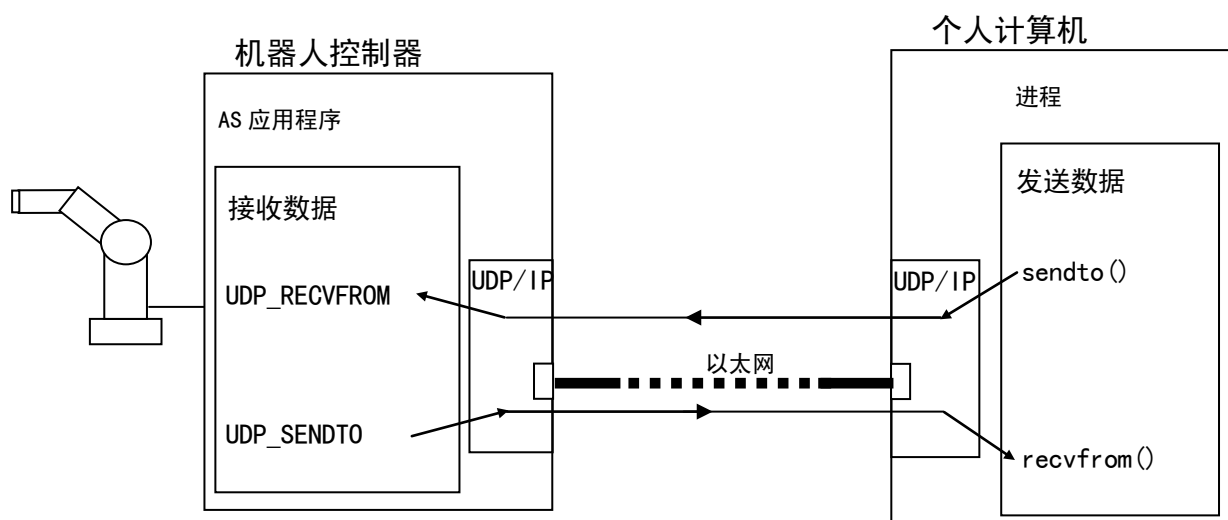 个人计算机
机器人控制器
进程
AS 应用程序
发送数据
接收数据
sendto()
UDP/IP
UDP/IP
UDP_RECVFROM
以太网
UDP_SENDTO
recvfrom()